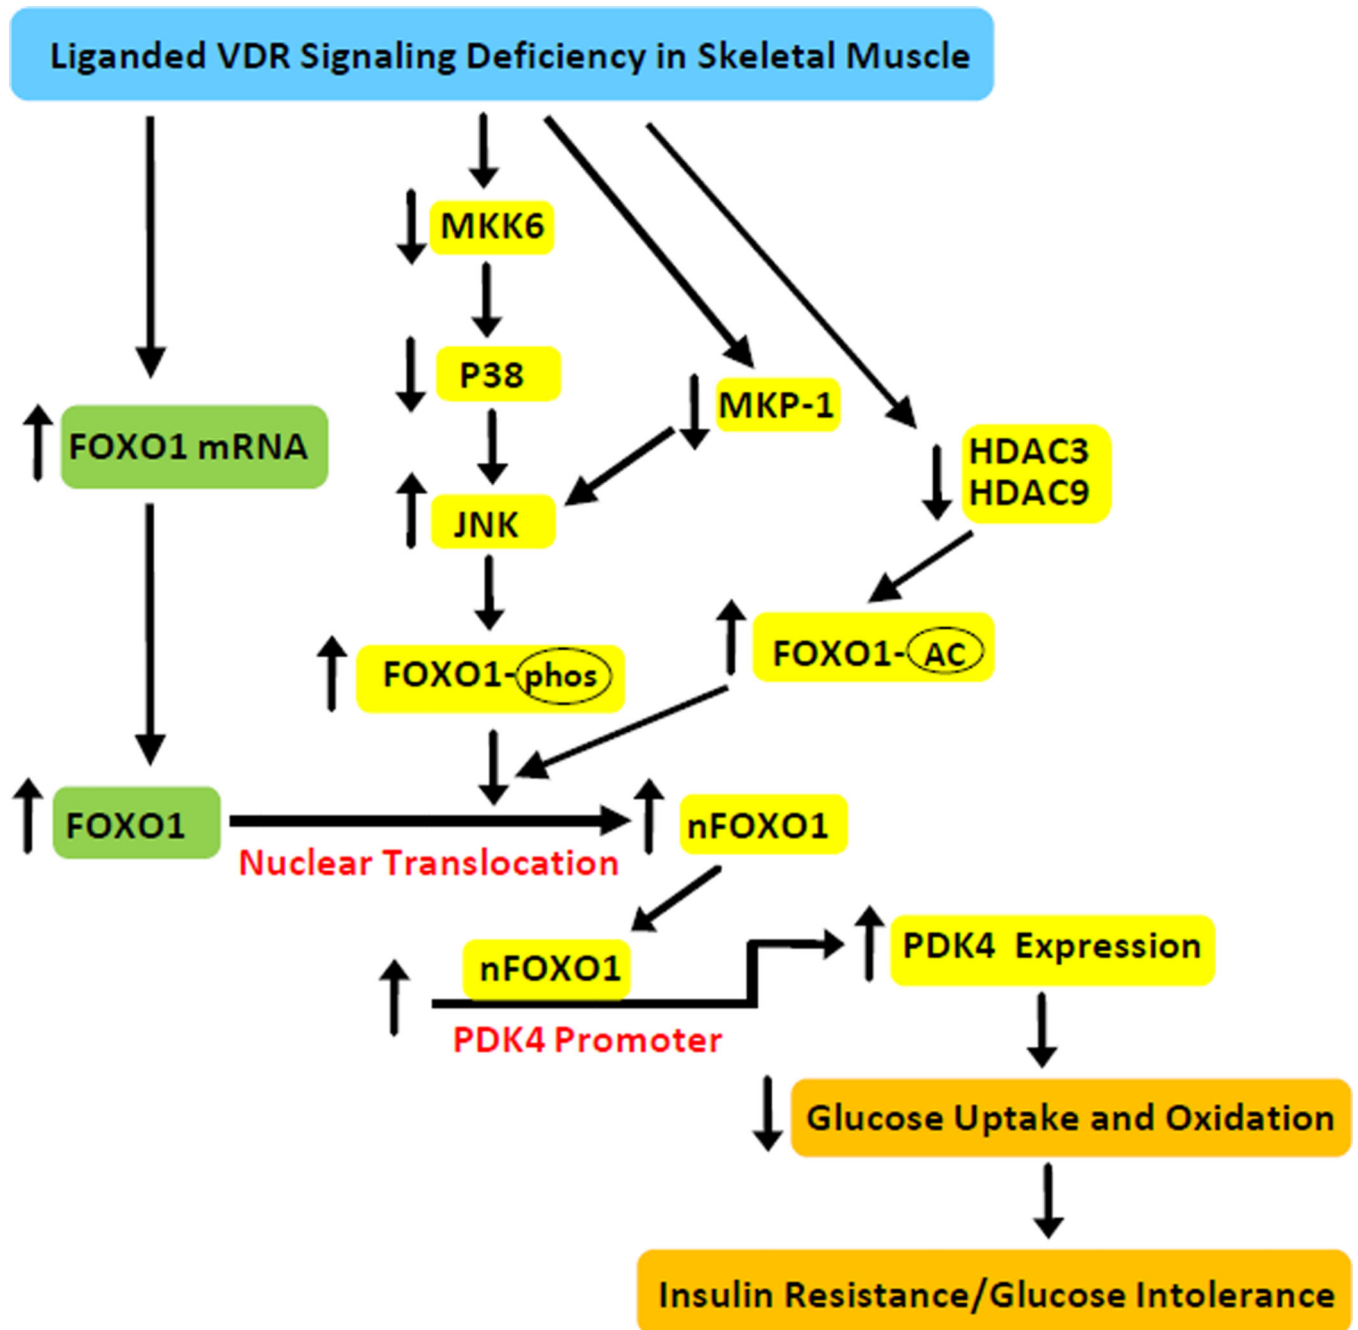 Liganded VDR Signaling Deficiency in Skeletal Muscle
MKK6
P38
MKP-1
FOXO1 mRNA
HDAC3
HDAC9
JNK
FOXO1-AC
FOXO1-phos
FOXO1
nFOXO1
Nuclear Translocation
PDK4 Expression
nFOXO1
PDK4 Promoter
Glucose Uptake and Oxidation
Insulin Resistance/Glucose Intolerance